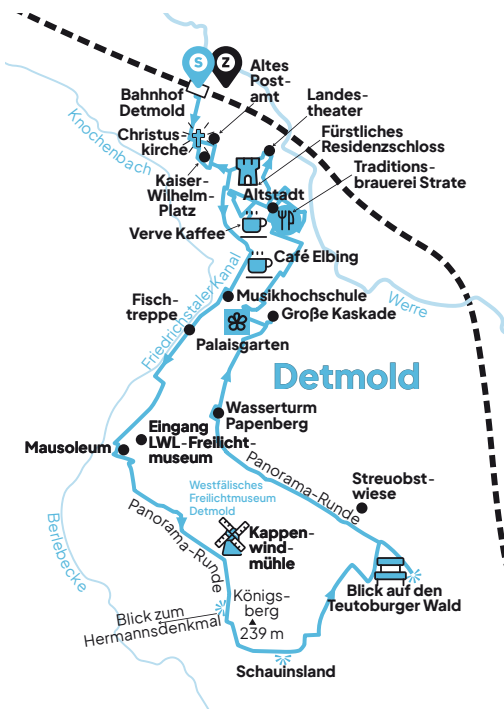 S
Z
Altes
Post-
amt
Bahnhof
Detmold
Landes-
theater
Knochenbach
Christus-
kirche
Fürstliches
Residenzschloss
Kaiser-
Wilhelm-
Platz
Traditions-
brauerei Strate
Altstadt
Verve Kaffee
Café Elbing
Friedrichstaler Kanal
Musikhochschule
Werre
Fisch-
treppe
Große Kaskade
Palaisgarten
Detmold
Wasserturm
Papenberg
Eingang
LWL-Freilicht-
museum
Mausoleum
Panorama-Runde
Streuobst-
wiese
Westfälisches
Freilichtmuseum
Detmold
Panorama-Runde
Berlebecke
Kappen-
wind-
mühle
Blick auf den
Teutoburger Wald
Königs-
berg
239 m
Blick zum
Hermannsdenkmal
Schauinsland